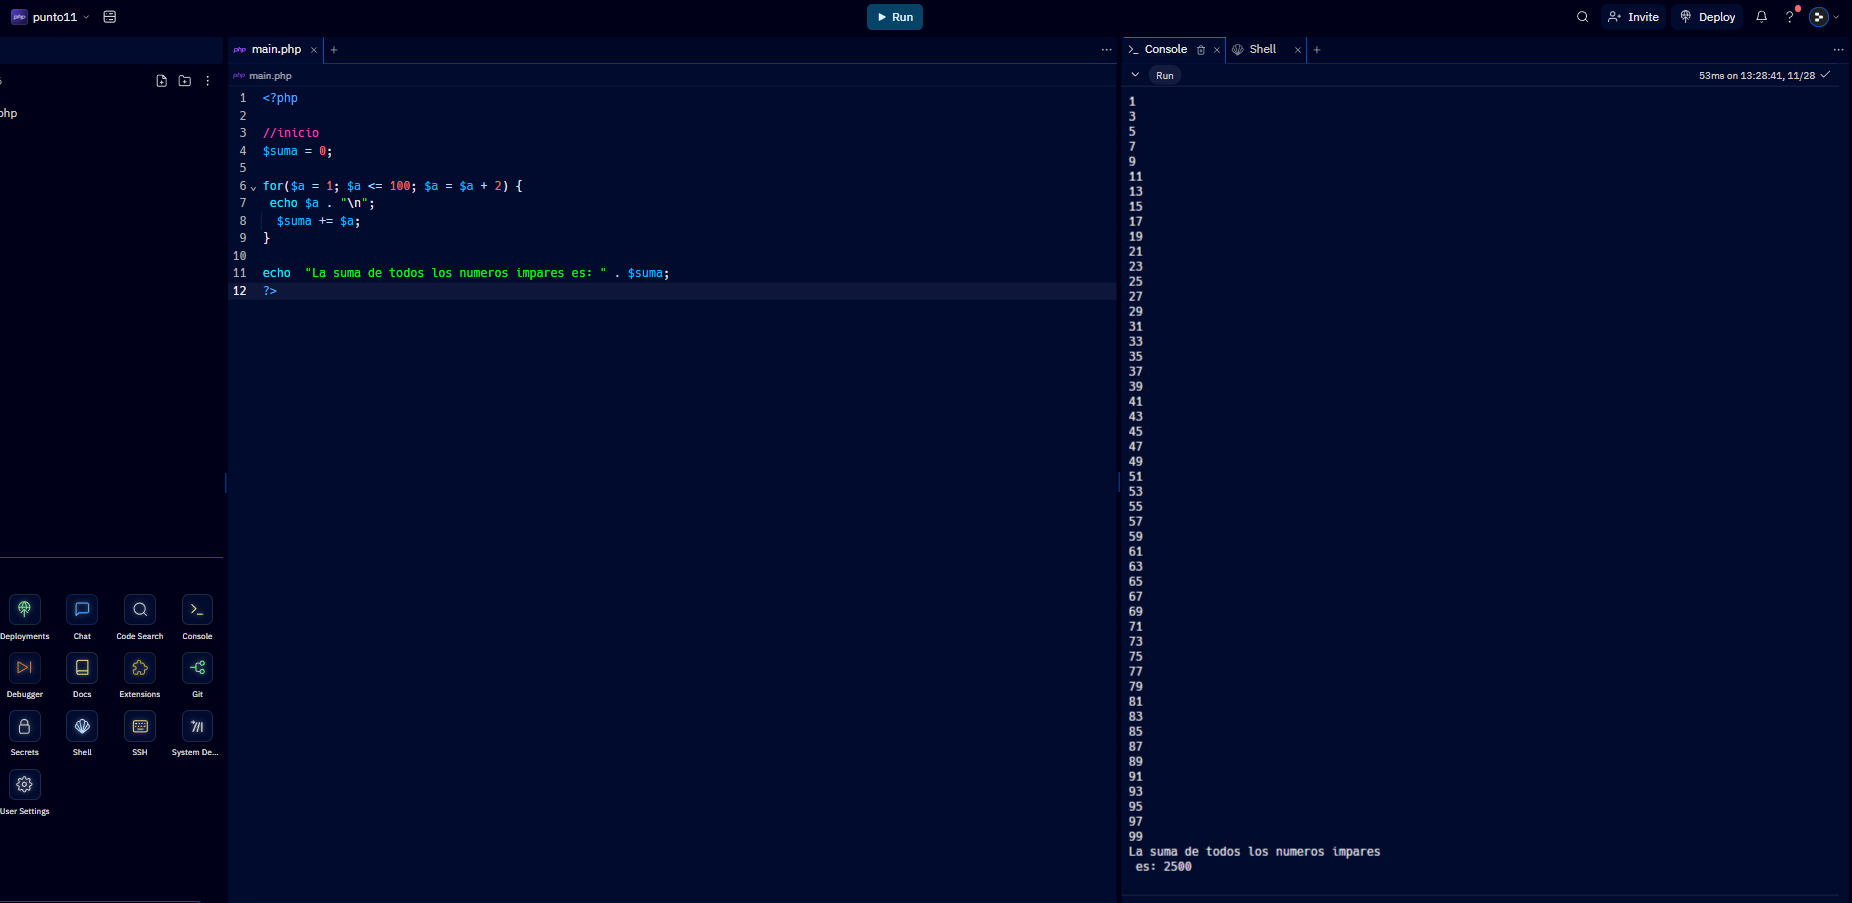 php punto11
Run
Invite
Deploy
php main.php
Console
Shell
php main.php
Run
53ms on 13:28:41, 11/28
php
1 <?php
2
3 //inicio
4 $suma = 0;
5
6 for($a = 1; $a <= 100; $a = $a + 2) {
7 echo $a . "\n";
8 $suma += $a;
9 }
10
11 echo "La suma de todos los numeros impares es: " . $suma;
12 ?>
1
3
5
7
9
11
13
15
17
19
21
23
25
27
29
31
33
35
37
39
41
43
45
47
49
51
53
55
57
59
61
63
65
67
69
71
73
75
77
79
81
83
85
87
89
91
93
95
97
99
La suma de todos los numeros impares
es: 2500
Deployments
Chat
Code Search
Console
Debugger
Docs
Extensions
Git
Secrets
Shell
SSH
System De...
User Settings